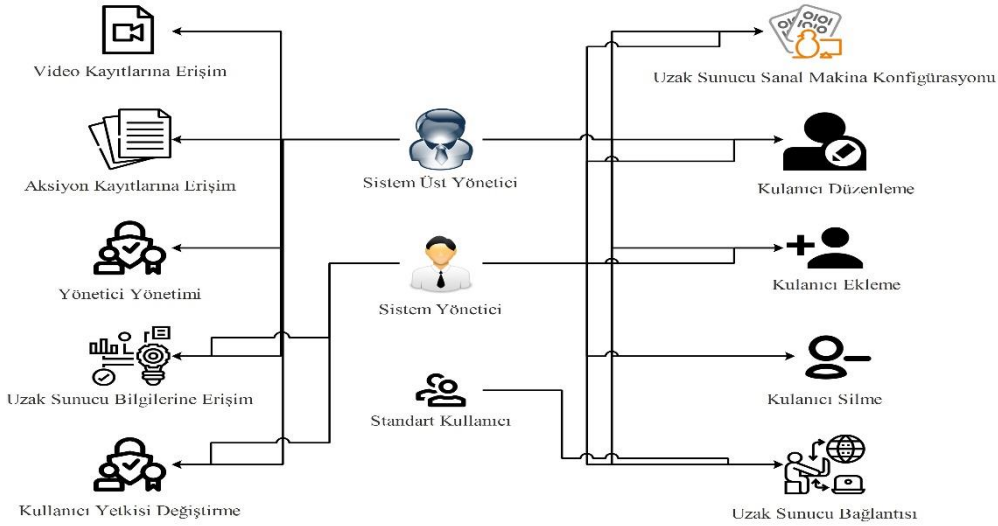 Video Kayıtlarına Erişim
Uzak Sunucu Sanal Makina Konfigürasyonu
Aksiyon Kayıtlarına Erişim
Sistem Üst Yönetici
Kulanıcı Düzenleme
Yönetici Yönetimi
Sistem Yönetici
Kulanıcı Ekleme
Uzak Sunucu Bilgilerine Erişim
Standart Kullanıcı
Kulanıcı Silme
Kullanıcı Yetkisi Değiştirme
Uzak Sunucu Bağlantısı